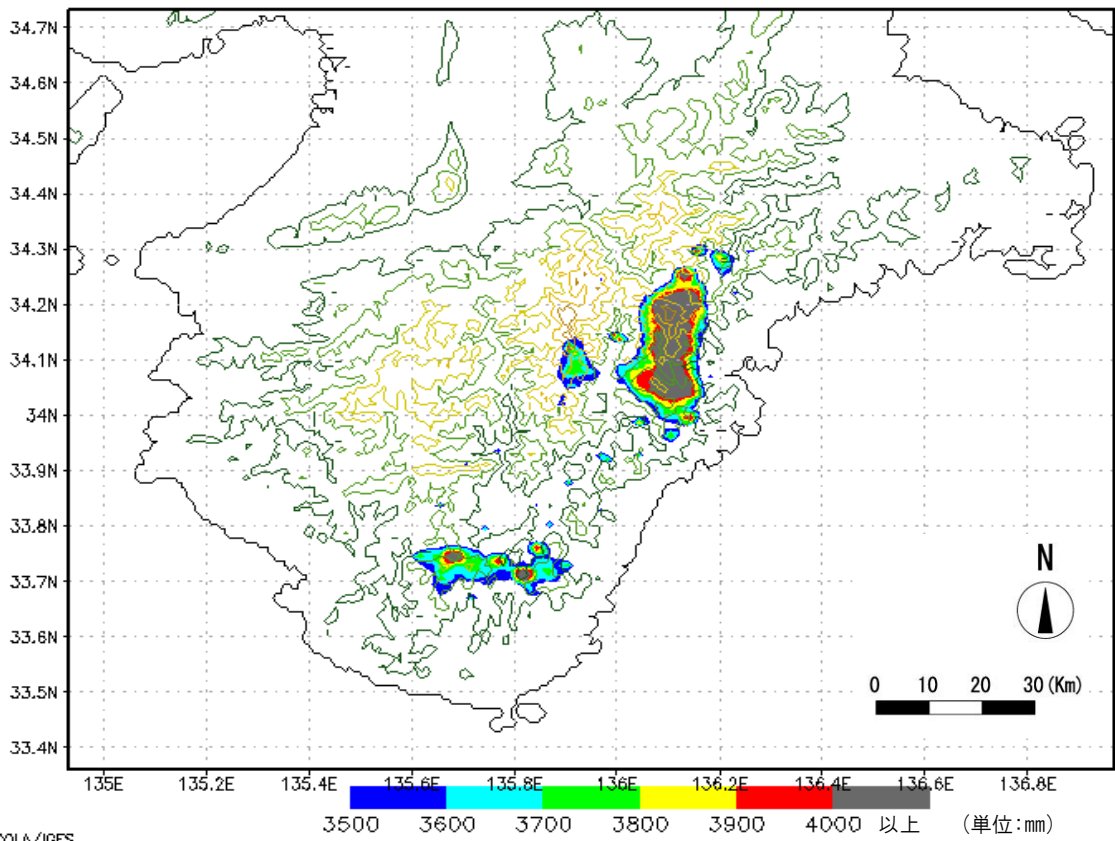 34.7N
34.6N
34.5N
34.4N
34.3N
34.2N
34.1N
34N
33.9N
33.8N
33.7N
33.6N
33.5N
33.4N
N
0 10 20 30 (Km)
135E 135.2E 135.4E 135.6E 135.8E 136E 136.2E 136.4E 136.6E 136.8E
3500 3600 3700 3800 3900 4000 以上 (単位:㎜)